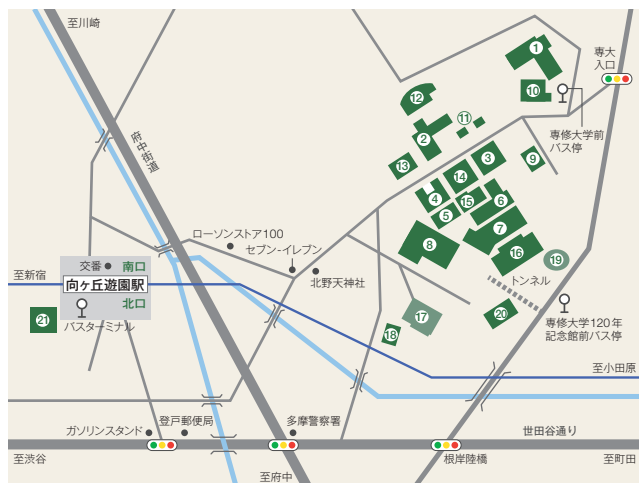 至川崎
専大
入口
1
10
12
11
専修大学前
バス停
2
府中街道
3
9
13
14
4
15
6
5
7
ローソンストア100
セブン-イレブン
8
16
19
交番
南口
北野天神社
至新宿
向ヶ丘遊園駅
トンネル
北口
21
バスターミナル
17
20
18
専修大学120年
記念館前バス停
至小田原
ガソリンスタンド
登戸郵便局
多摩警察署
世田谷通り
至渋谷
至府中
根岸陸橋
至町田